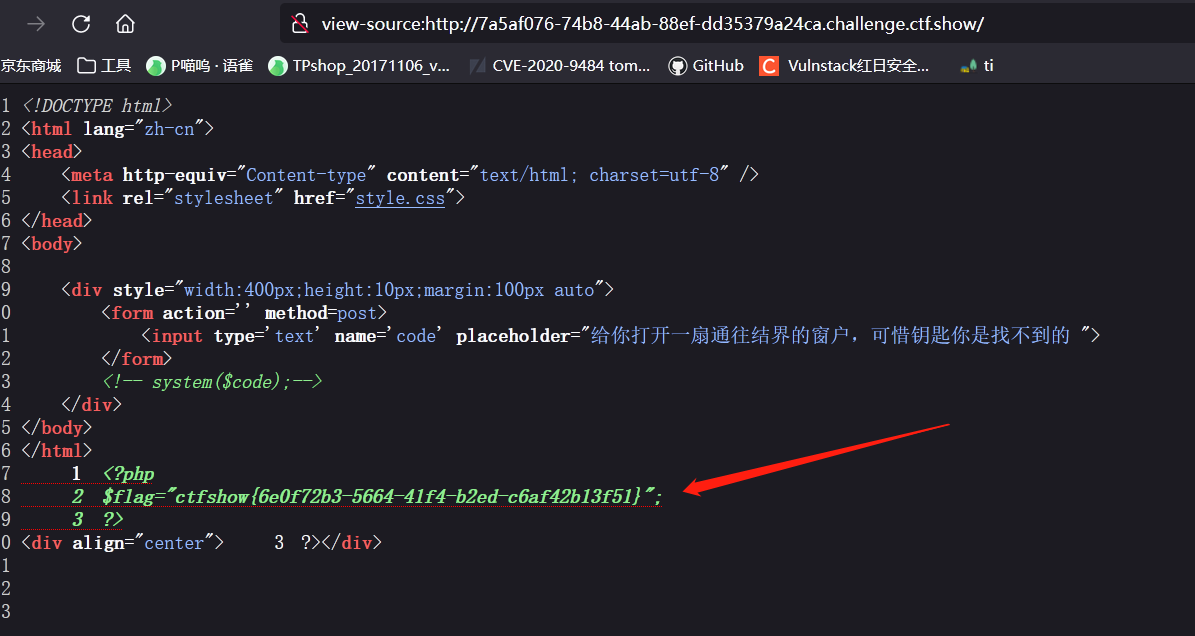 view-source:http://7a5af076-74b8-44ab-88ef-dd35379a24ca.challenge.ctf.show/
京东商城 工具 P喵呜 · 语雀 TPshop_20171106_v... CVE-2020-9484 tom... GitHub C Vulnstack红日安全... ti
1 <!DOCTYPE html>
2 <html lang="zh-cn">
3 <head>
4 <meta http-equiv="Content-type" content="text/html; charset=utf-8" />
5 <link rel="stylesheet" href="style.css">
6 </head>
7 <body>
8
9 <div style="width:400px;height:10px;margin:100px auto">
0 <form action='' method=post>
1 <input type='text' name='code' placeholder="给你打开一扇通往结界的窗户，可惜钥匙你是找不到的 ">
2 </form>
3 <!-- system($code);-->
4 </div>
5 </body>
6 </html>
7 1 <?php
8 2 $flag="ctfshow{6e0f72b3-5664-41f4-b2ed-c6af42b13f51}";
9 3 ?>
0 <div align="center"> 3 ?></div>
1
2
3